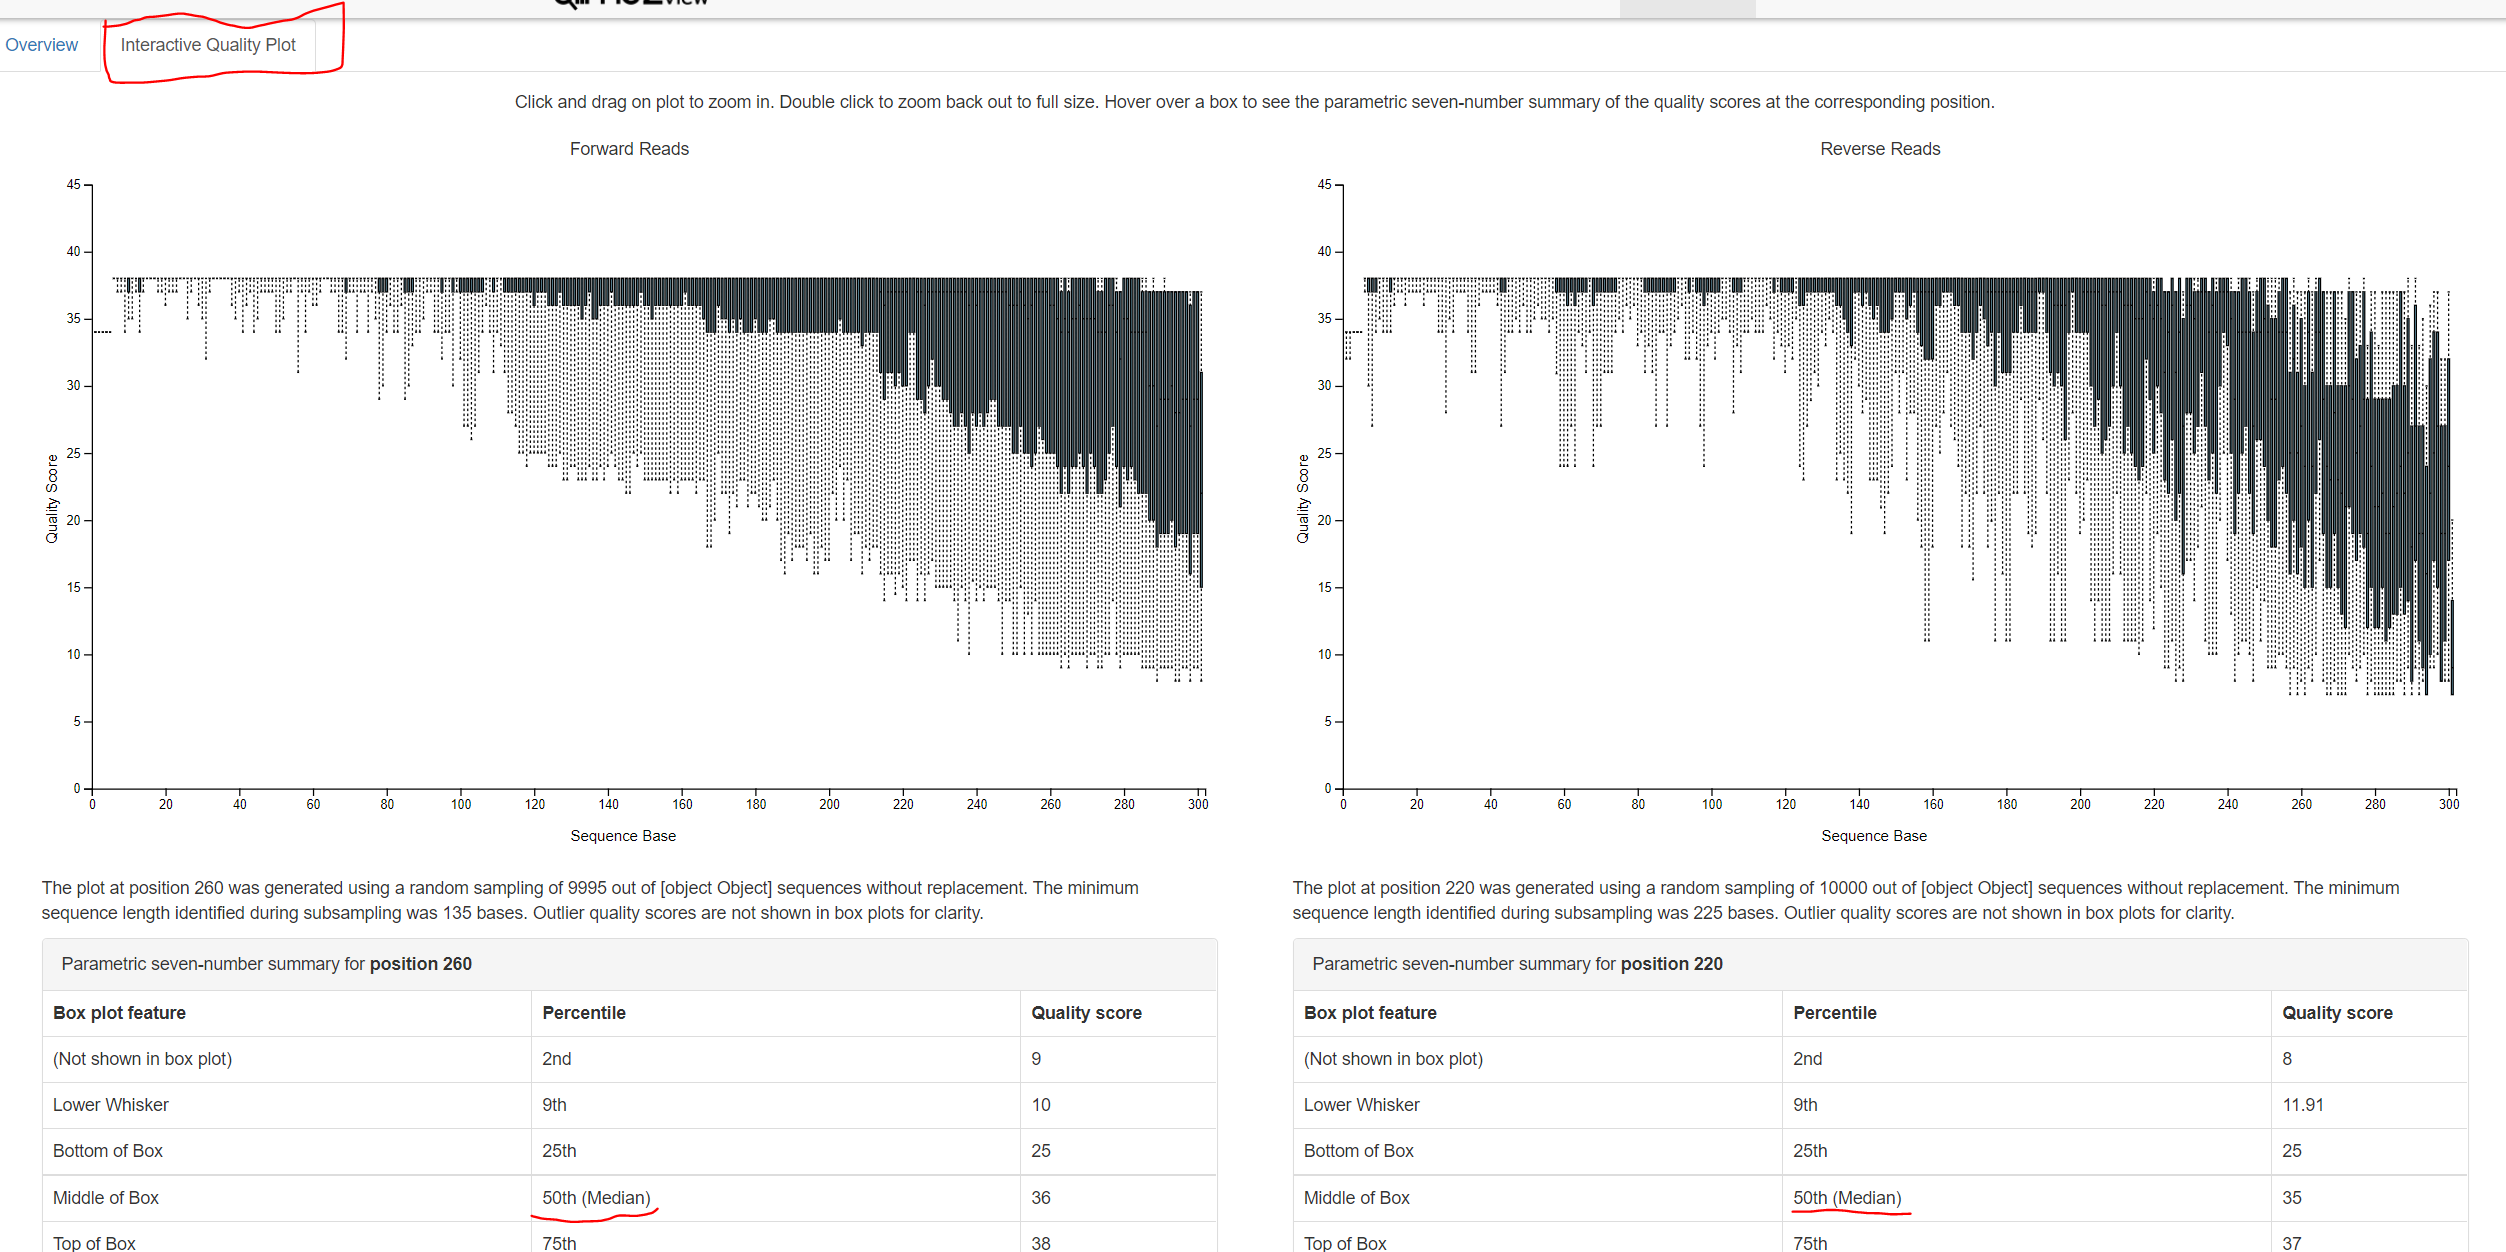 Overview
Interactive Quality Plot
Click and drag on plot to zoom in. Double click to zoom back out to full size. Hover over a box to see the parametric seven-number summary of the quality scores at the corresponding position.
Forward Reads
45
40
35
30
25
20
15
10
5
0
Quality Score
0 20 40 60 80 100 120 140 160 180 200 220 240 260 280 300
Sequence Base
The plot at position 260 was generated using a random sampling of 9995 out of [object Object] sequences without replacement. The minimum
sequence length identified during subsampling was 135 bases. Outlier quality scores are not shown in box plots for clarity.
Parametric seven-number summary for position 260
Box plot feature Percentile Quality score
(Not shown in box plot) 2nd 9
Lower Whisker 9th 10
Bottom of Box 25th 25
Middle of Box 50th (Median) 36
Top of Box 75th 38
Reverse Reads
45
40
35
30
25
20
15
10
5
0
Quality Score
0 20 40 60 80 100 120 140 160 180 200 220 240 260 280 300
Sequence Base
The plot at position 220 was generated using a random sampling of 10000 out of [object Object] sequences without replacement. The minimum
sequence length identified during subsampling was 225 bases. Outlier quality scores are not shown in box plots for clarity.
Parametric seven-number summary for position 220
Box plot feature Percentile Quality score
(Not shown in box plot) 2nd 8
Lower Whisker 9th 11.91
Bottom of Box 25th 25
Middle of Box 50th (Median) 35
Top of Box 75th 37